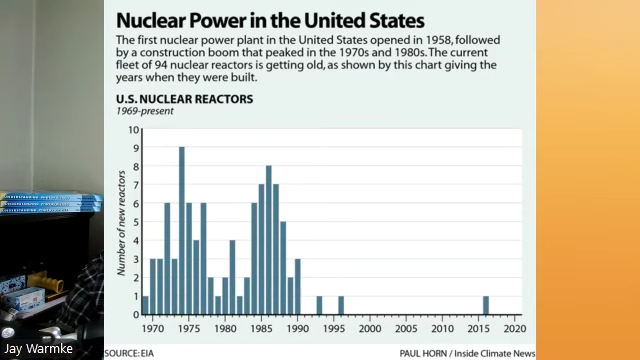 Nuclear Power in the United States
The first nuclear power plant in the United States opened in 1958, followed
by a construction boom that peaked in the 1970s and 1980s. The current
fleet of 94 nuclear reactors is getting old, as shown by this chart giving the
years when they were built.
U.S. NUCLEAR REACTORS
1969-present
Number of new reactors
10
9
8
7
6
5
4
3
2
1
0
1970 1975 1980 1985 1990 1995 2000 2005 2010 2015 2020
SOURCE: EIA
PAUL HORN / Inside Climate News
Jay Warmke